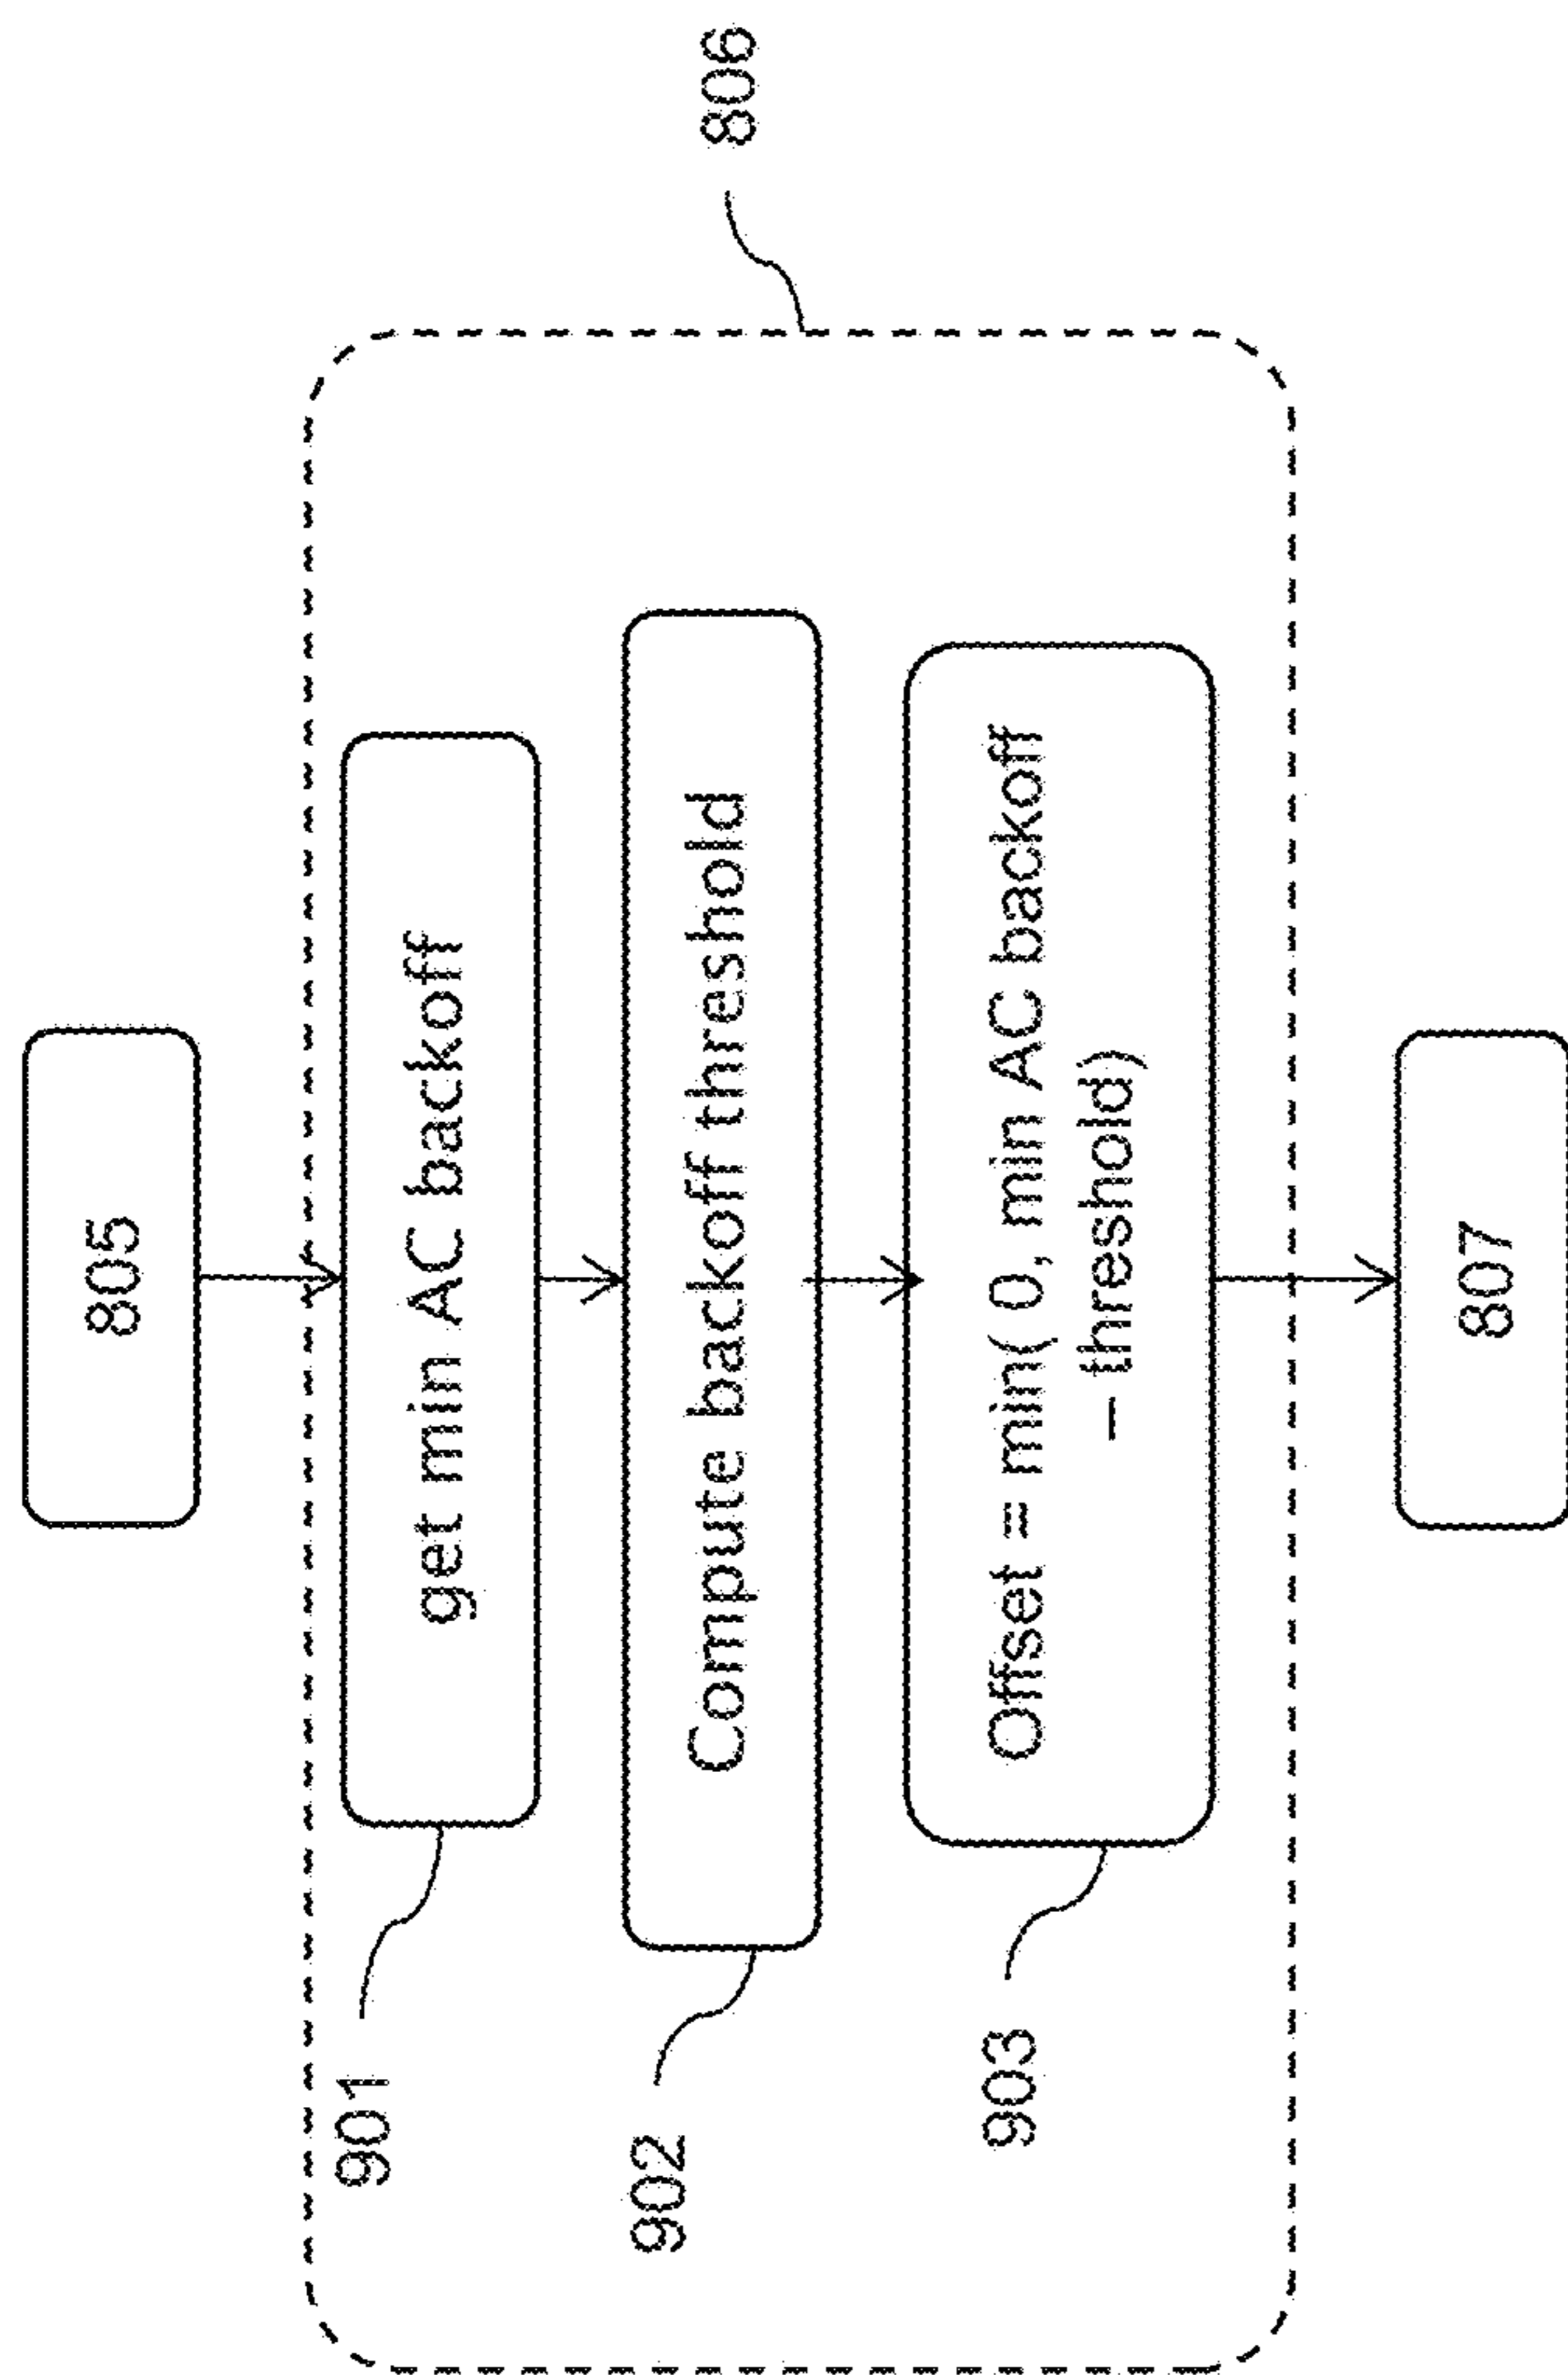 805
806
901
get min AC backoff
902
Compute backoff threshold
903
Offset = min( 0, min AC backoff
– threshold)
807